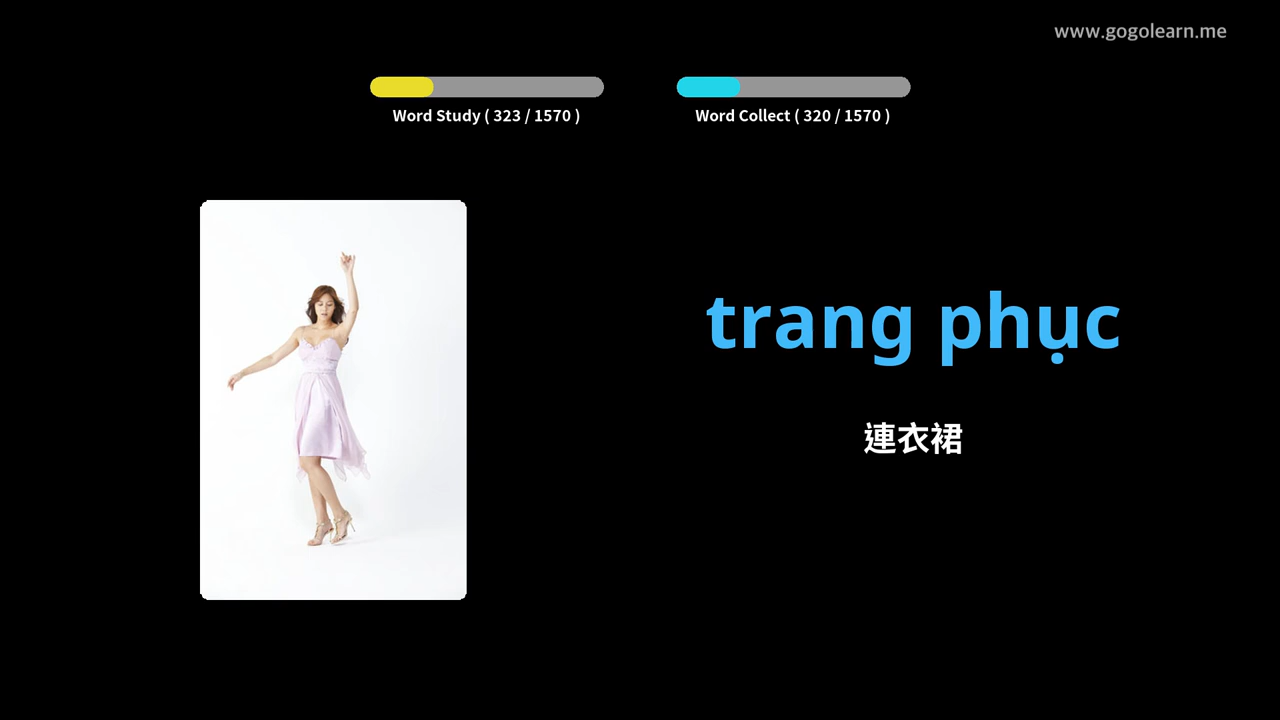 www.gogolearn.me
Word Study ( 323 / 1570 )
Word Collect ( 320 / 1570 )
trang phục
連衣裙